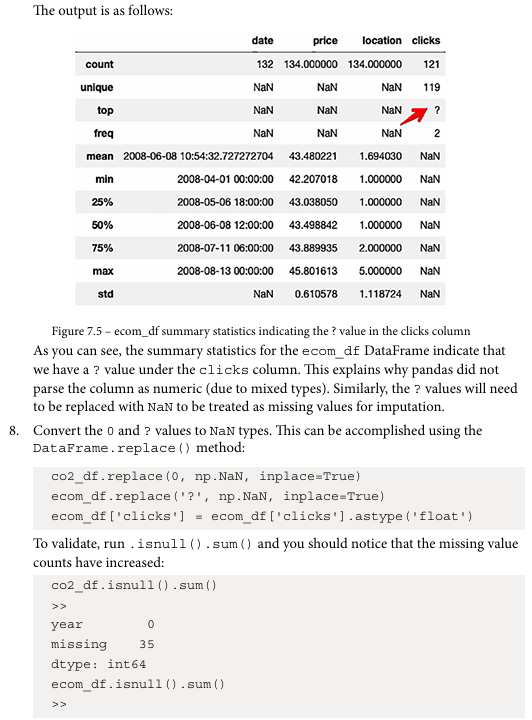 The output is as follows:
date price location clicks
count 132 134.000000 134.000000 121
unique NaN NaN NaN 119
top NaN NaN NaN ?
freq NaN NaN NaN 2
mean 2008-06-08 10:54:32.727272704 43.480221 1.694030 NaN
min 2008-04-01 00:00:00 42.207018 1.000000 NaN
25% 2008-05-06 18:00:00 43.038050 1.000000 NaN
50% 2008-06-08 12:00:00 43.498842 1.000000 NaN
75% 2008-07-11 06:00:00 43.889935 2.000000 NaN
max 2008-08-13 00:00:00 45.801613 5.000000 NaN
std NaN 0.610578 1.118724 NaN
Figure 7.5 – ecom_df summary statistics indicating the ? value in the clicks column
As you can see, the summary statistics for the ecom_df DataFrame indicate that
we have a ? value under the clicks column. This explains why pandas did not
parse the column as numeric (due to mixed types). Similarly, the ? values will need
to be replaced with NaN to be treated as missing values for imputation.
8. Convert the 0 and ? values to NaN types. This can be accomplished using the
DataFrame.replace() method:
co2_df.replace(0, np.NaN, inplace=True)
ecom_df.replace('?', np.NaN, inplace=True)
ecom_df['clicks'] = ecom_df['clicks'].astype('float')
To validate, run .isnull().sum() and you should notice that the missing value
counts have increased:
co2_df.isnull().sum()
>>
year 0
missing 35
dtype: int64
ecom_df.isnull().sum()
>>